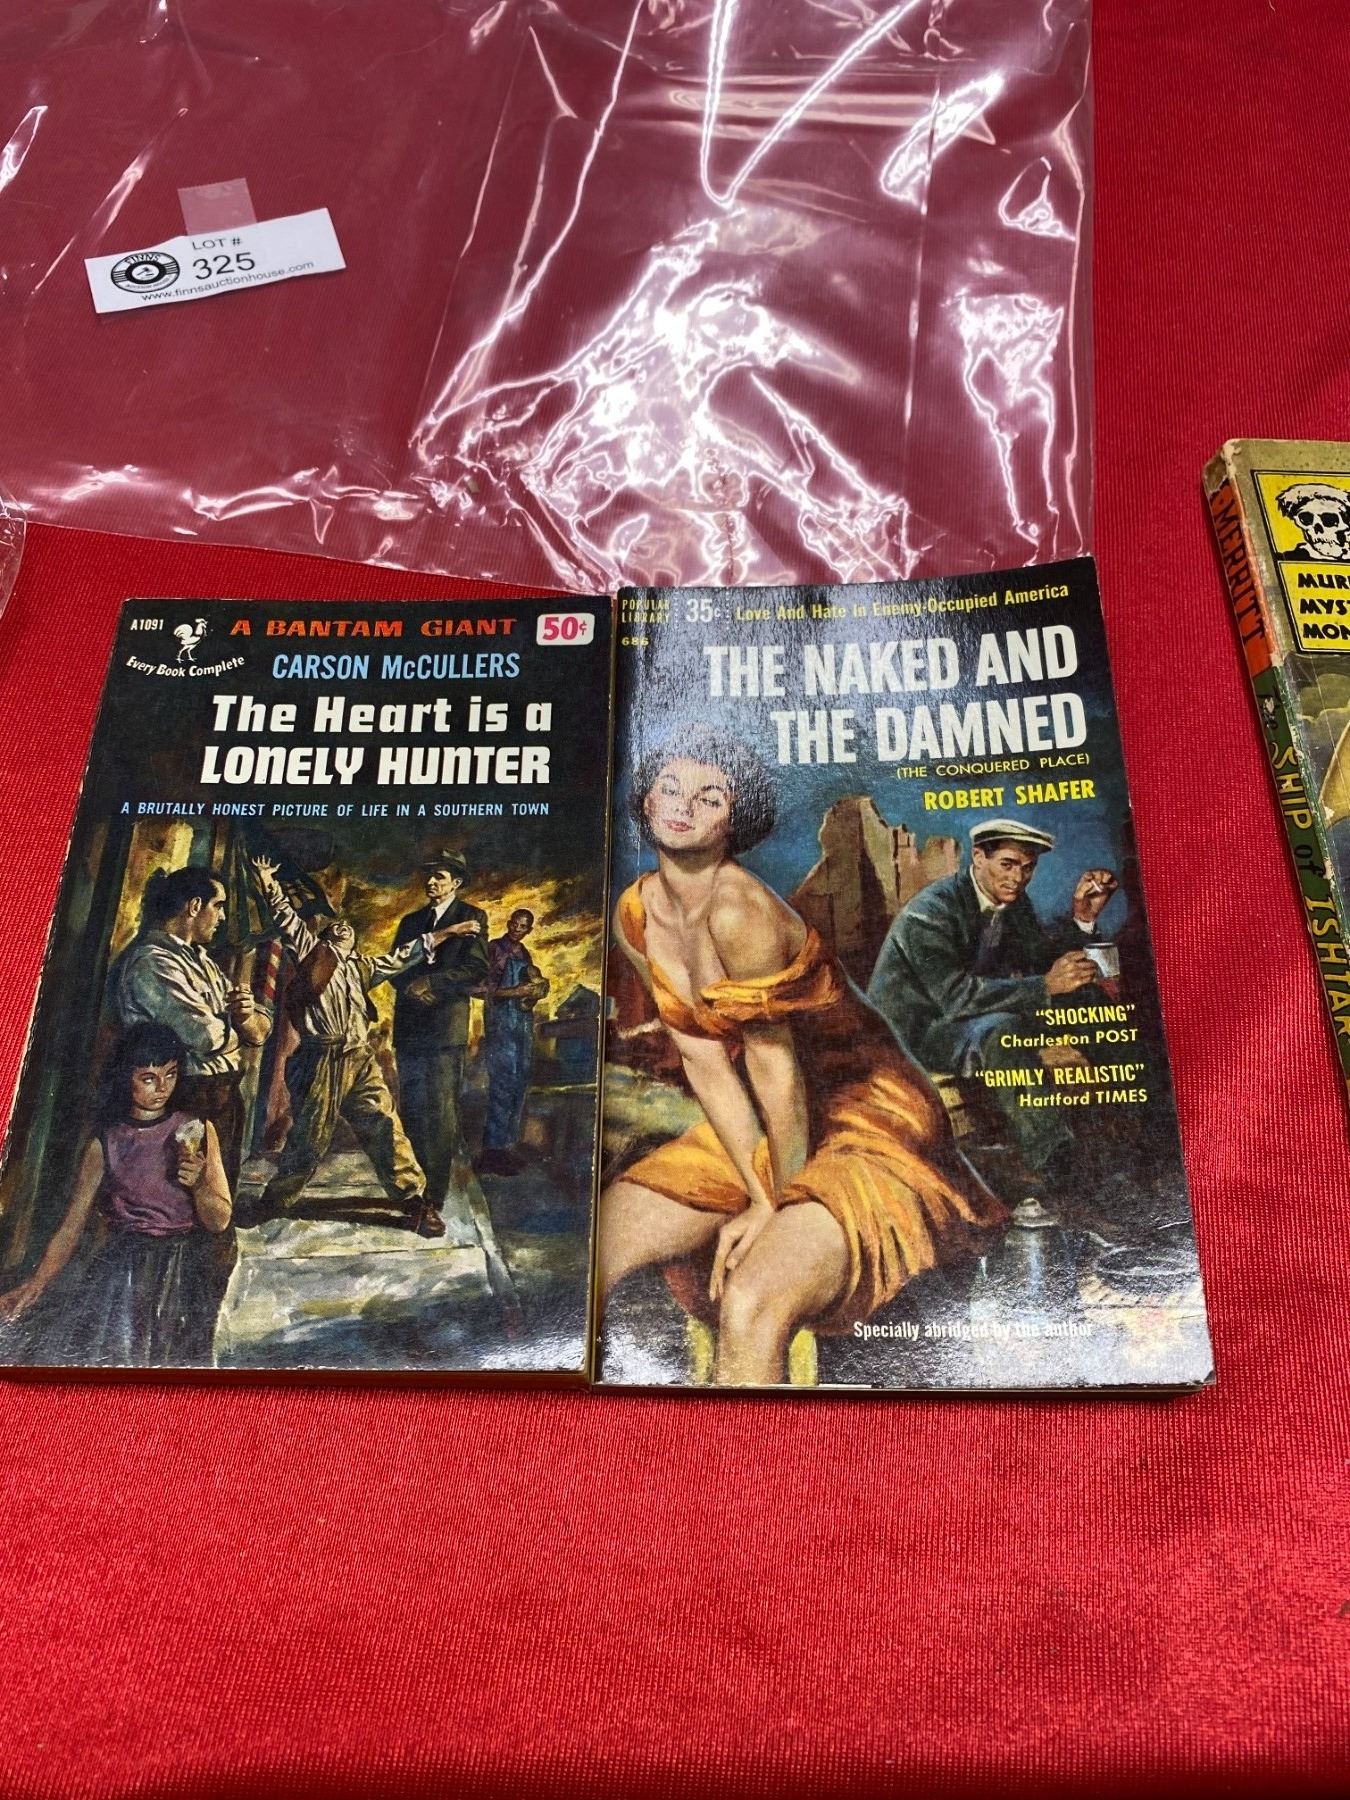 LOT #
FINNS
325
www.finnsauctionhouse.com
A1091
A BANTAM GIANT
50¢
Every Book Complete
CARSON McCULLERS
The Heart is a
LONELY HUNTER
A BRUTALLY HONEST PICTURE OF LIFE IN A SOUTHERN TOWN
POPULAR
LIBRARY
35¢
Love And Hate In Enemy-Occupied America
686
THE NAKED AND
THE DAMNED
(THE CONQUERED PLACE)
ROBERT SHAFER
"SHOCKING"
Charleston POST
"GRIMLY REALISTIC"
Hartford TIMES
Specially abridged by the author
MERRITT
SHIP of ISHTAR